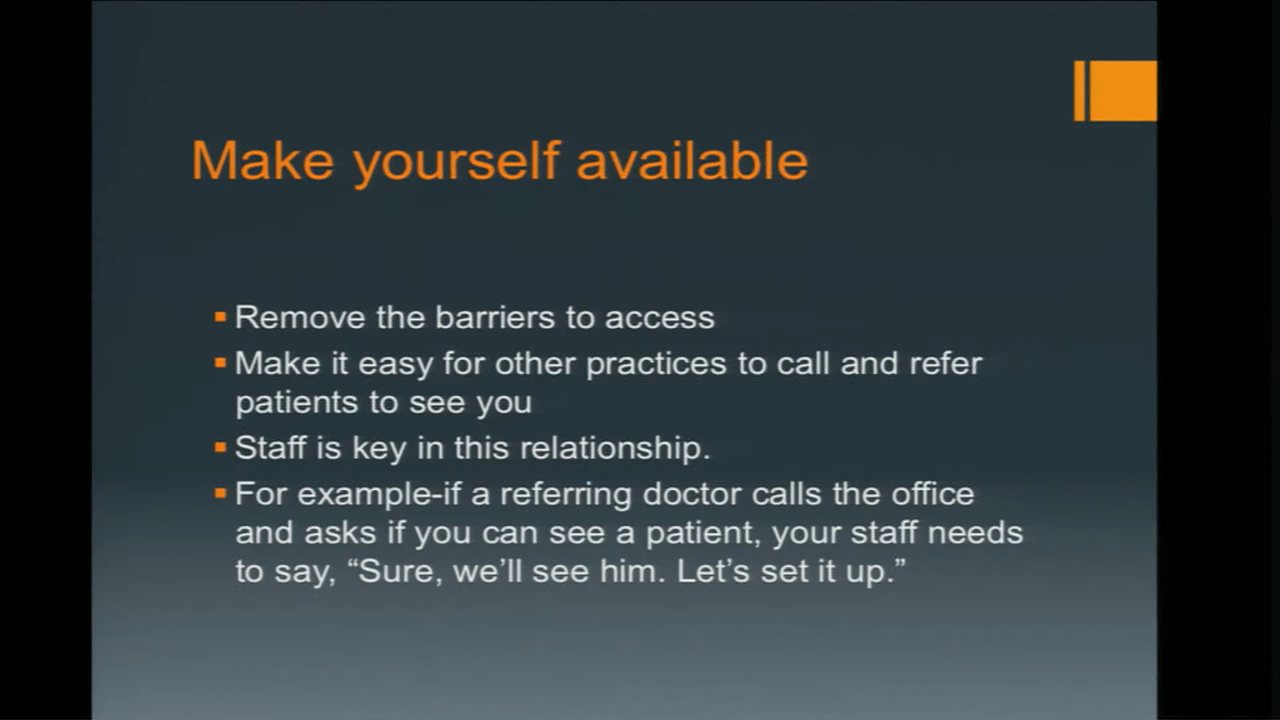 Make yourself available
Remove the barriers to access
Make it easy for other practices to call and refer
patients to see you
Staff is key in this relationship.
For example-if a referring doctor calls the office
and asks if you can see a patient, your staff needs
to say, “Sure, we’ll see him. Let’s set it up.”